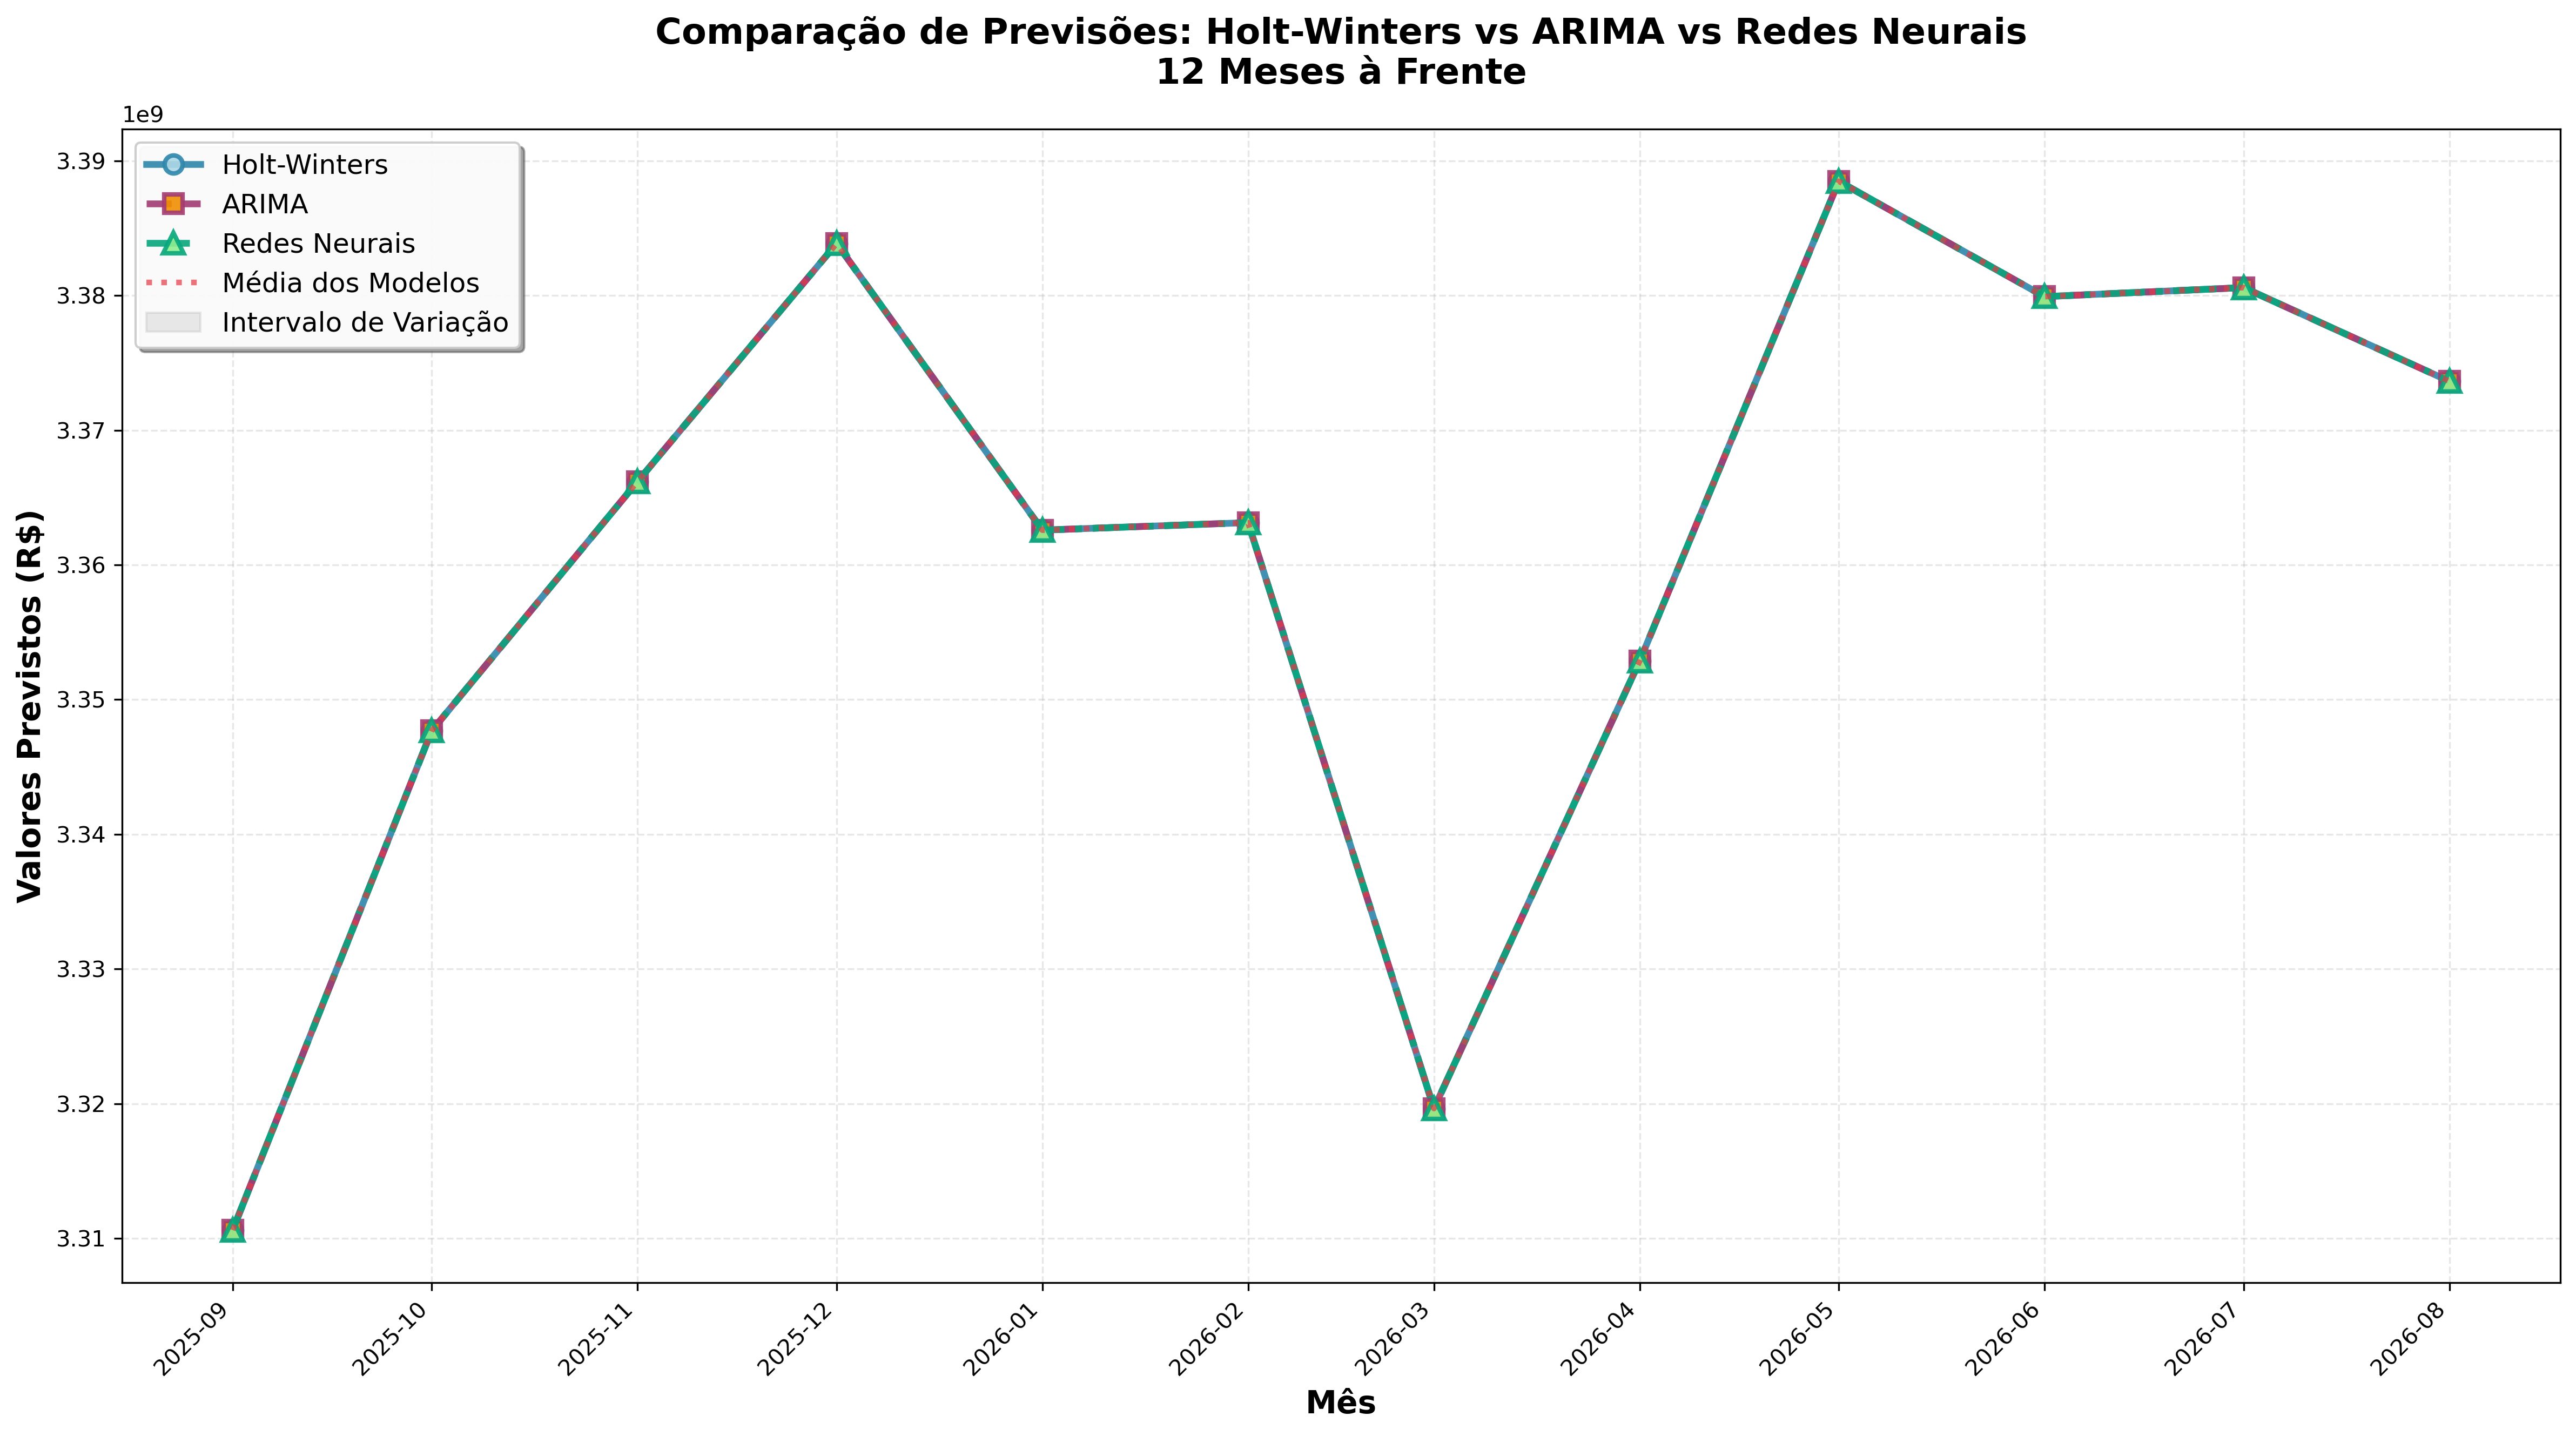 Comparação de Previsões: Holt-Winters vs ARIMA vs Redes Neurais
12 Meses à Frente
1e9
Holt-Winters
ARIMA
Redes Neurais
Média dos Modelos
Intervalo de Variação
Valores Previstos (R$)
3.39
3.38
3.37
3.36
3.35
3.34
3.33
3.32
3.31
2025-09
2025-10
2025-11
2025-12
2026-01
2026-02
2026-03
2026-04
2026-05
2026-06
2026-07
2026-08
Mês